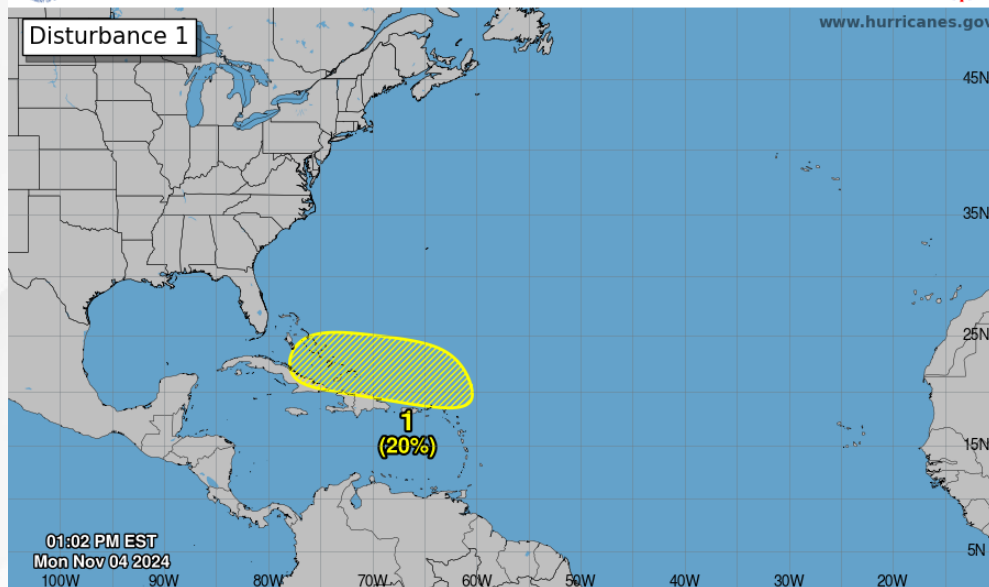 www.hurricanes.gov
Disturbance 1
45N
35N
25N
1
(20%)
15N
01:02 PM EST
Mon Nov 04 2024
5N
100W 90W 80W 70W 60W 50W 40W 30W 20W